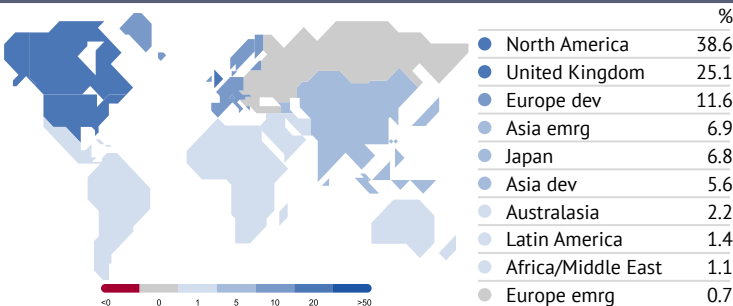 %
North America 38.6
United Kingdom 25.1
Europe dev 11.6
Asia emrg 6.9
Japan 6.8
Asia dev 5.6
Australasia 2.2
Latin America 1.4
Africa/Middle East 1.1
Europe emrg 0.7
<0 0 1 5 10 20 >50